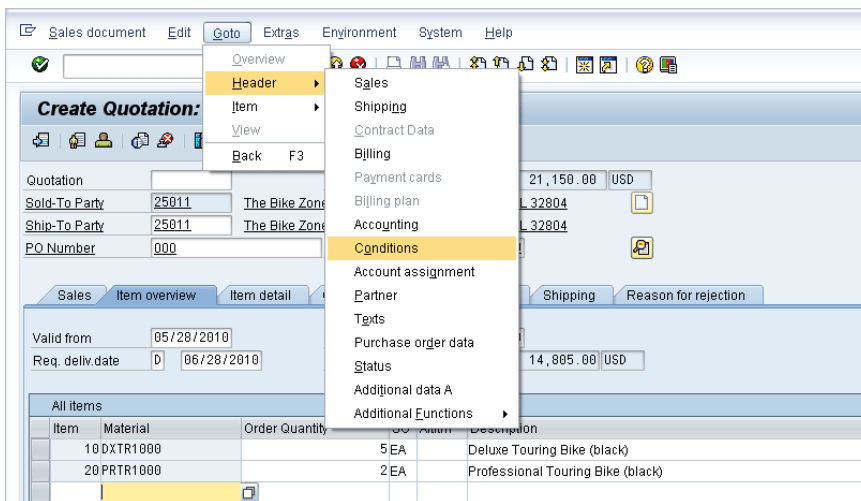 Sales document Edit Goto Extras Environment System Help
Overview
Header Sales
Item Shipping
View Contract Data
Back F3 Billing
Create Quotation:
Payment cards
Billing plan
Accounting
Conditions
Account assignment
Partner
Texts
Purchase order data
Status
Additional data A
Additional Functions
Quotation 21,150.00 USD
Sold-To Party 25011 The Bike Zone L 32804
Ship-To Party 25011 The Bike Zone L 32804
PO Number 000
Sales Item overview Item detail Shipping Reason for rejection
Valid from 05/28/2010
Req. deliv.date D 06/28/2010 14,805.00 USD
All items
Item Material Order Quantity SU AltItm Description
10 DXTR1000 5 EA Deluxe Touring Bike (black)
20 PRTR1000 2 EA Professional Touring Bike (black)